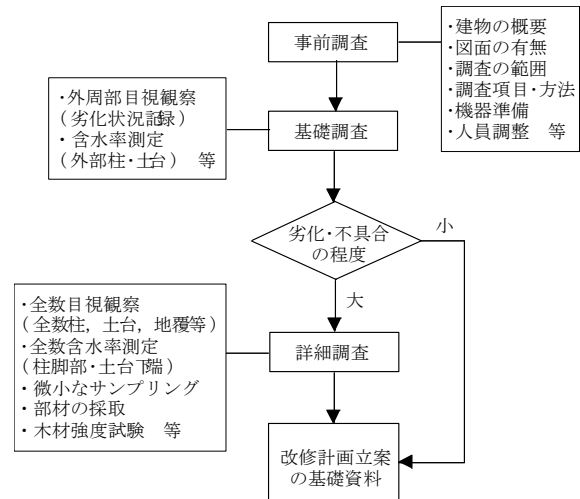 事前調査
・建物の概要
・図面の有無
・調査の範囲
・調査項目・方法
・機器準備
・人員調整 等
・外周部目視観察
(劣化状況記録)
・含水率測定
(外部柱・土台) 等
基礎調査
劣化・不具合
の程度
小
大
・全数目視観察
(全数柱，土台，地覆等)
・全数含水率測定
(柱脚部・土台下端)
・微小なサンプリング
・部材の採取
・木材強度試験 等
詳細調査
改修計画立案
の基礎資料